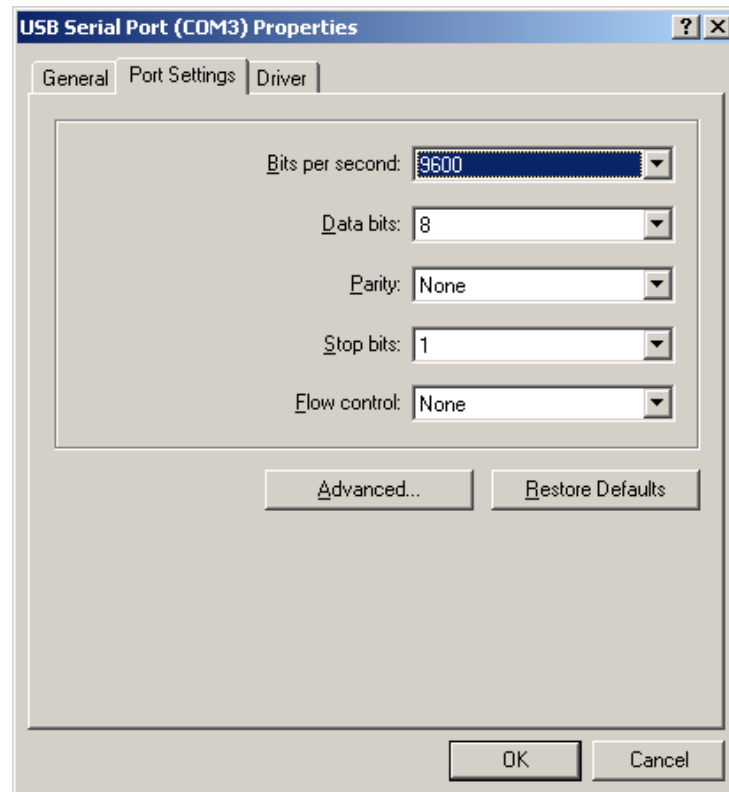 USB Serial Port (COM3) Properties
General Port Settings Driver
Bits per second: 9600
Data bits: 8
Parity: None
Stop bits: 1
Flow control: None
Advanced... Restore Defaults
OK Cancel